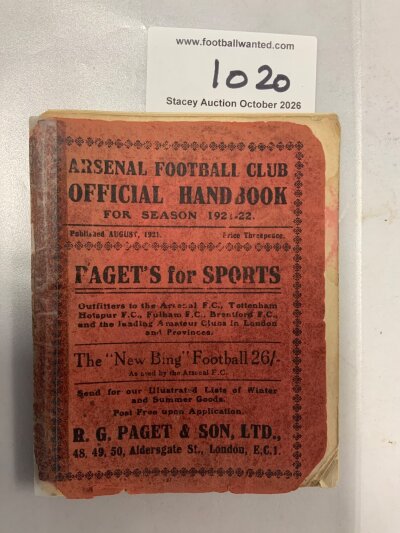 www.footballwanted.com
1020
Stacey Auction October 2026
ARSENAL FOOTBALL CLUB
OFFICIAL HANDBOOK
FOR SEASON 1921-22.
Published AUGUST, 1921. Price Threepence.
PAGET'S for SPORTS
Outfitters to the Arsenal F.C., Tottenham
Hotspur F.C., Fulham F.C., Brentford F.C.,
and the leading Amateur Clubs in London
and Provinces.
The "New Bing" Football 26/-
As used by the Arsenal F.C.
Send for our Illustrated Lists of Winter
and Summer Goods.
Post Free upon Application.
R. G. PAGET & SON, LTD.,
48, 49, 50, Aldersgate St., London, E.C.1.